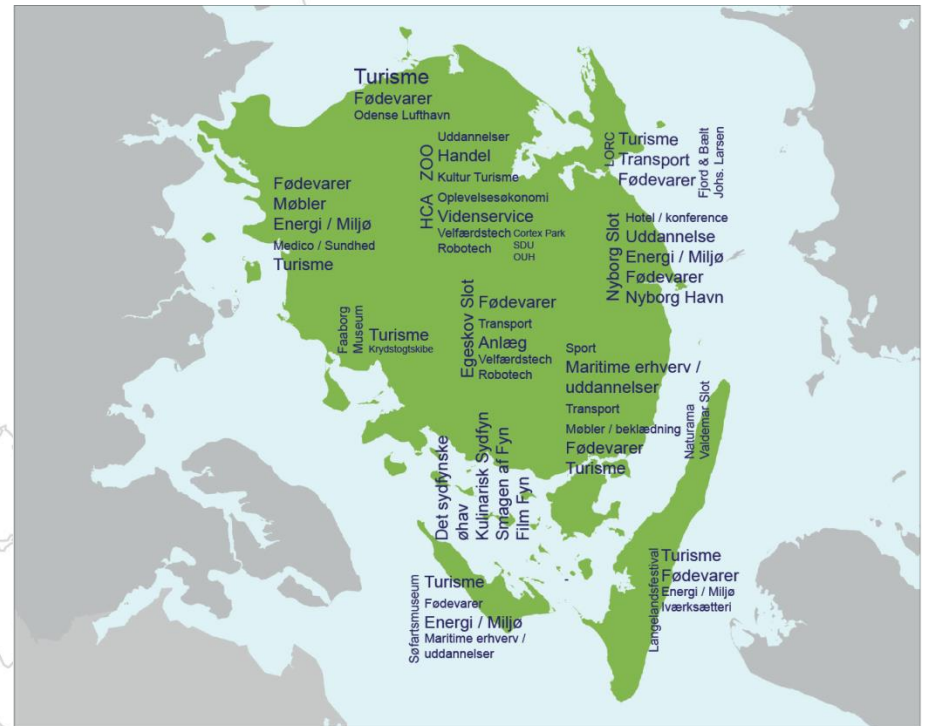 Turisme
Fødevarer
Odense Lufthavn
ZOO
HCA
Uddannelser
Handel
Kultur Turisme
Oplevelsesøkonomi
Videnservice
Velfærdstech
Robotech
Cortex Park
SDU
OUH
LORC
Turisme
Transport
Fødevarer
Fjord & Bælt
Johs. Larsen
Fødevarer
Møbler
Energi / Miljø
Medico / Sundhed
Turisme
Nyborg Slot
Hotel / konference
Uddannelse
Energi / Miljø
Fødevarer
Nyborg Havn
Faaborg
Museum
Turisme
Krydstogtskibe
Egeskov Slot
Fødevarer
Transport
Anlæg
Velfærdstech
Robotech
Sport
Maritime erhverv /
uddannelser
Transport
Møbler / beklædning
Fødevarer
Turisme
Naturama
Valdemar Slot
Det sydfynske
øhav
Kulinarisk Sydfyn
Smagen af Fyn
Film Fyn
Søfartsmuseum
Turisme
Fødevarer
Energi / Miljø
Maritime erhverv /
uddannelser
Langelandsfestival
Turisme
Fødevarer
Energi / Miljø
Iværksætteri